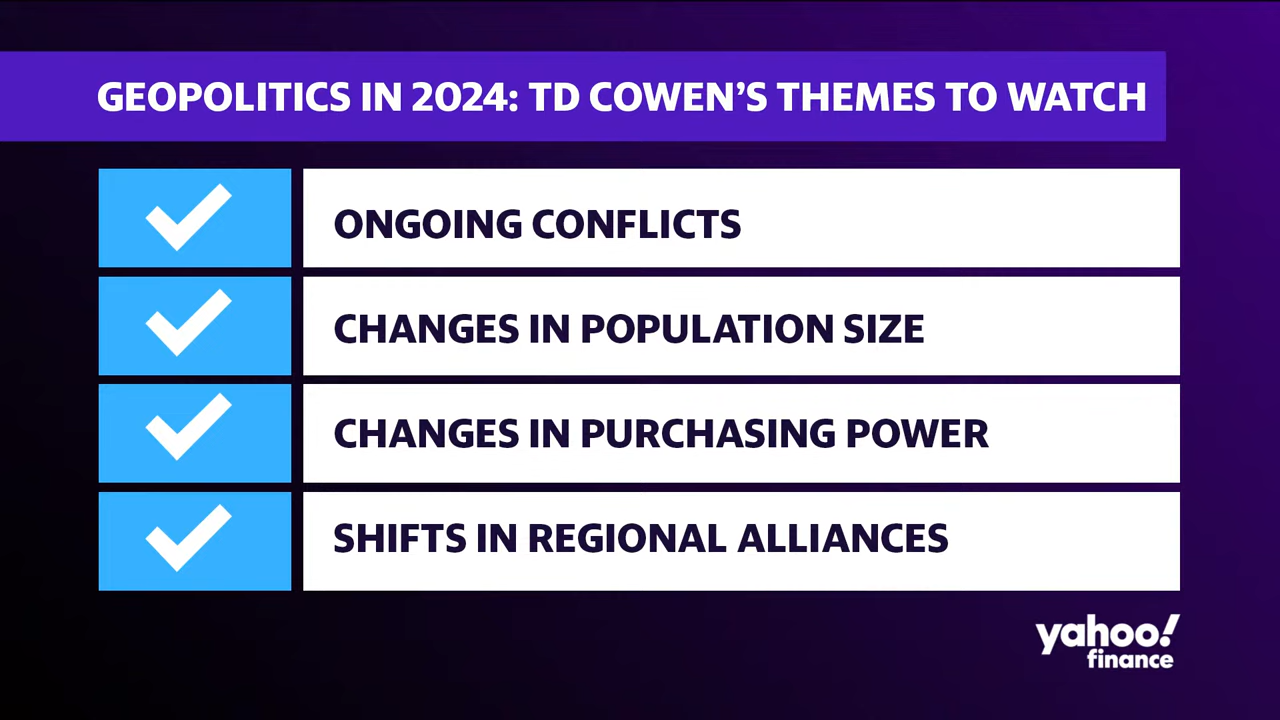 GEOPOLITICS IN 2024: TD COWEN’S THEMES TO WATCH
ONGOING CONFLICTS
CHANGES IN POPULATION SIZE
CHANGES IN PURCHASING POWER
SHIFTS IN REGIONAL ALLIANCES
yahoo!
finance